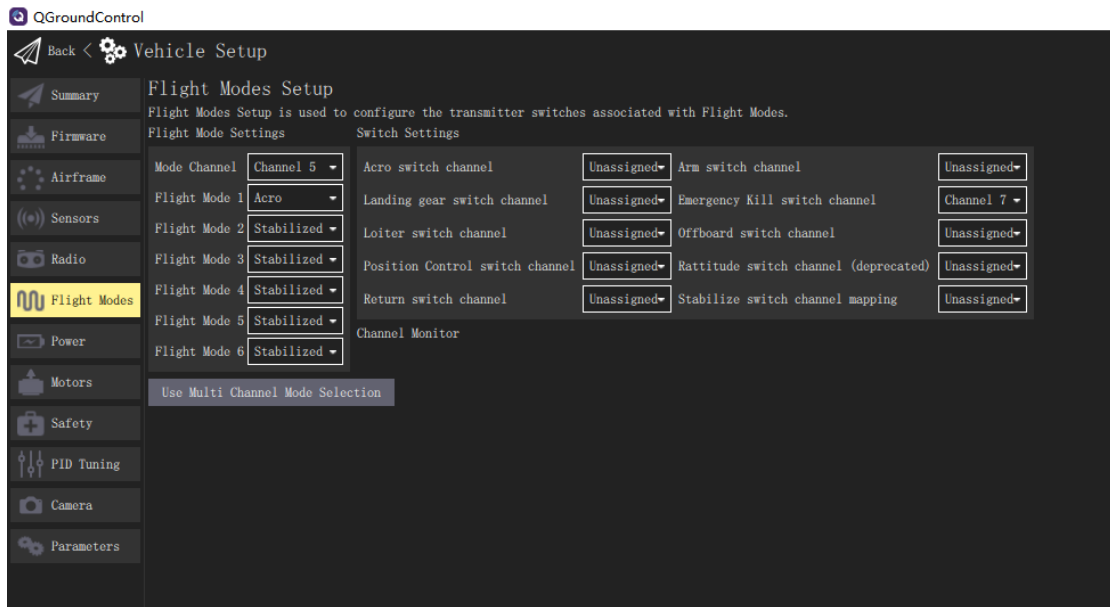 QGroundControl
Back < Vehicle Setup
Summary
Firmware
Airframe
Sensors
Radio
Flight Modes
Power
Motors
Safety
PID Tuning
Camera
Parameters
Flight Modes Setup
Flight Modes Setup is used to configure the transmitter switches associated with Flight Modes.
Flight Mode Settings
Mode Channel Channel 5
Flight Mode 1 Acro
Flight Mode 2 Stabilized
Flight Mode 3 Stabilized
Flight Mode 4 Stabilized
Flight Mode 5 Stabilized
Flight Mode 6 Stabilized
Use Multi Channel Mode Selection
Switch Settings
Acro switch channel Unassigned Arm switch channel Unassigned
Landing gear switch channel Unassigned Emergency Kill switch channel Channel 7
Loiter switch channel Unassigned Offboard switch channel Unassigned
Position Control switch channel Unassigned Rattitude switch channel (deprecated) Unassigned
Return switch channel Unassigned Stabilize switch channel mapping Unassigned
Channel Monitor